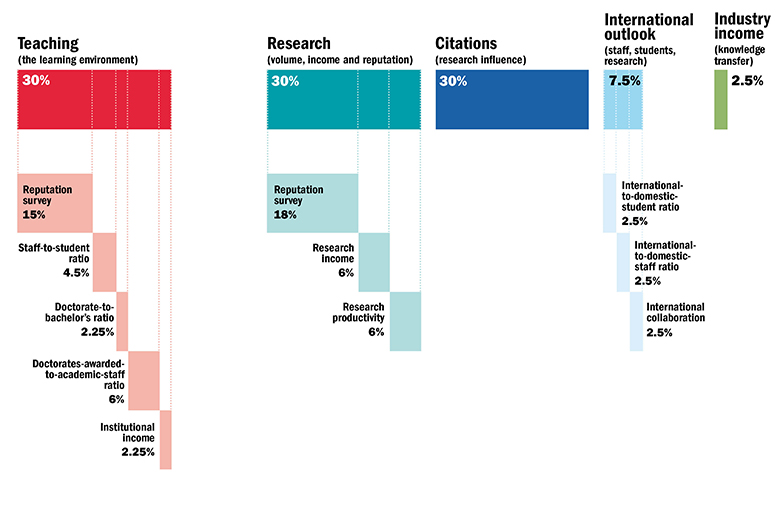 Teaching
(the learning environment)
30%
Reputation
survey
15%
Staff-to-student
ratio
4.5%
Doctorate-to-
bachelor's ratio
2.25%
Doctorates-awarded-
to-academic-staff
ratio
6%
Institutional
income
2.25%
Research
(volume, income and reputation)
30%
Reputation
survey
18%
Research
income
6%
Research
productivity
6%
Citations
(research influence)
30%
International
outlook
(staff, students,
research)
7.5%
International-
to-domestic-
student ratio
2.5%
International-
to-domestic-
staff ratio
2.5%
International
collaboration
2.5%
Industry
income
(knowledge
transfer)
2.5%